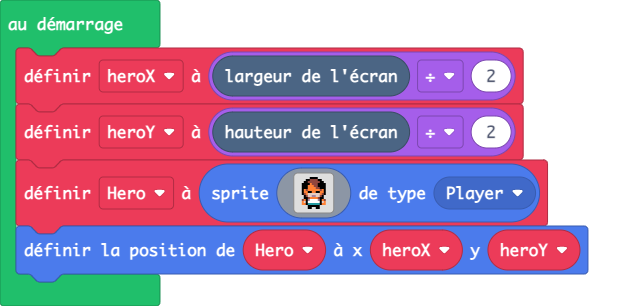 au démarrage
définir heroX à largeur de l'écran ÷ 2
définir heroY à hauteur de l'écran ÷ 2
définir Hero à sprite de type Player
définir la position de Hero à x heroX y heroY